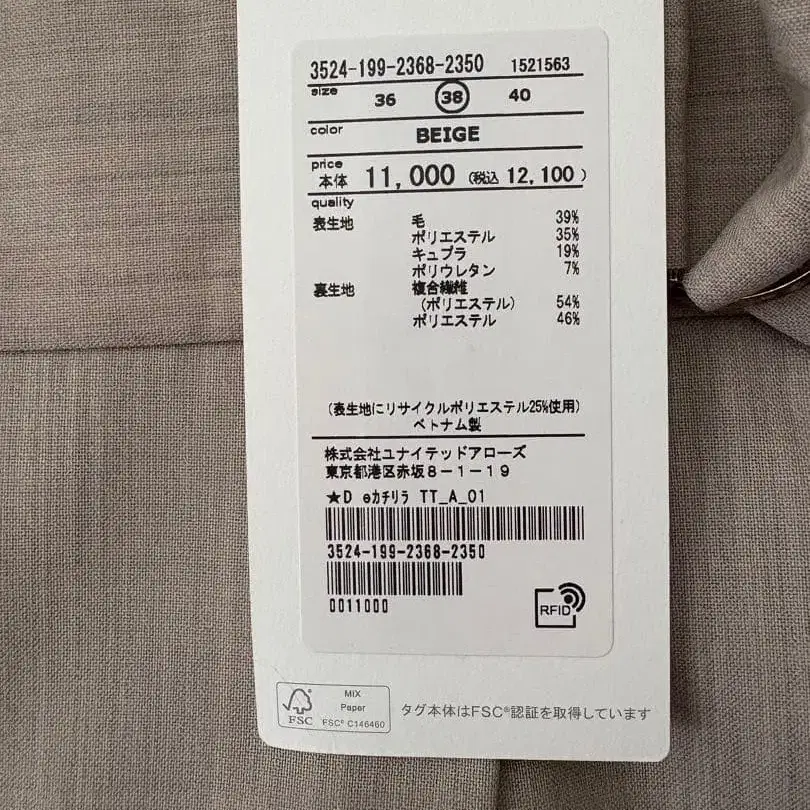 3524-199-2368-2350 1521563
size 36 38 40
color BEIGE
price
本体 11,000 (税込 12,100 )
quality
表生地 毛 39%
ポリエステル 35%
キュプラ 19%
ポリウレタン 7%
裏生地 複合繊維
(ポリエステル) 54%
ポリエステル 46%
(表生地にリサイクルポリエステル25%使用)
ベトナム製
株式会社ユナイテッドアローズ
東京都港区赤坂8-1-19
★D eカチリラ TT_A_01
3524-199-2368-2350
0011000
RFID
FSC
MIX
Paper
FSC® C146460
タグ本体はFSC®認証を取得しています